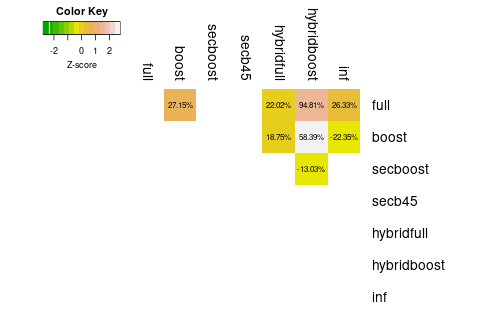 Color Key
-2 0 1 2
Z-score
full boost secboost secb45 hybridfull hybridboost inf
27.15% 22.02% 94.81% 26.33% full
18.75% 58.39% -22.35% boost
-13.03% secboost
secb45
hybridfull
hybridboost
inf